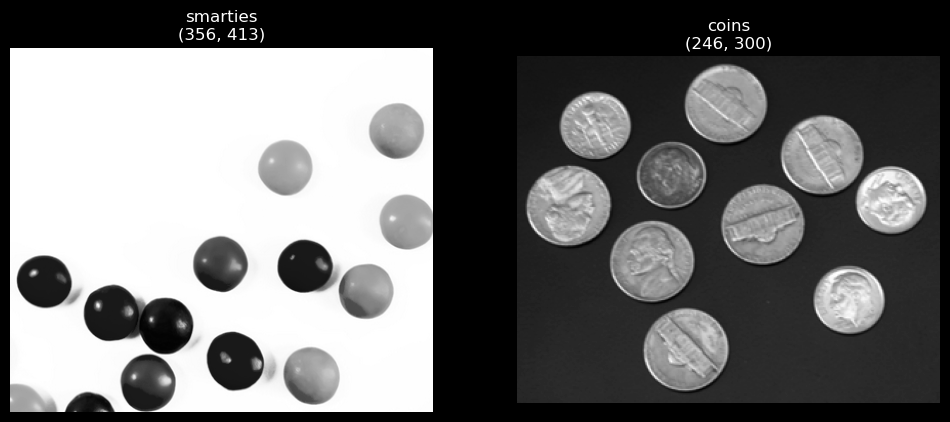 smarties
(356, 413)
coins
(246, 300)